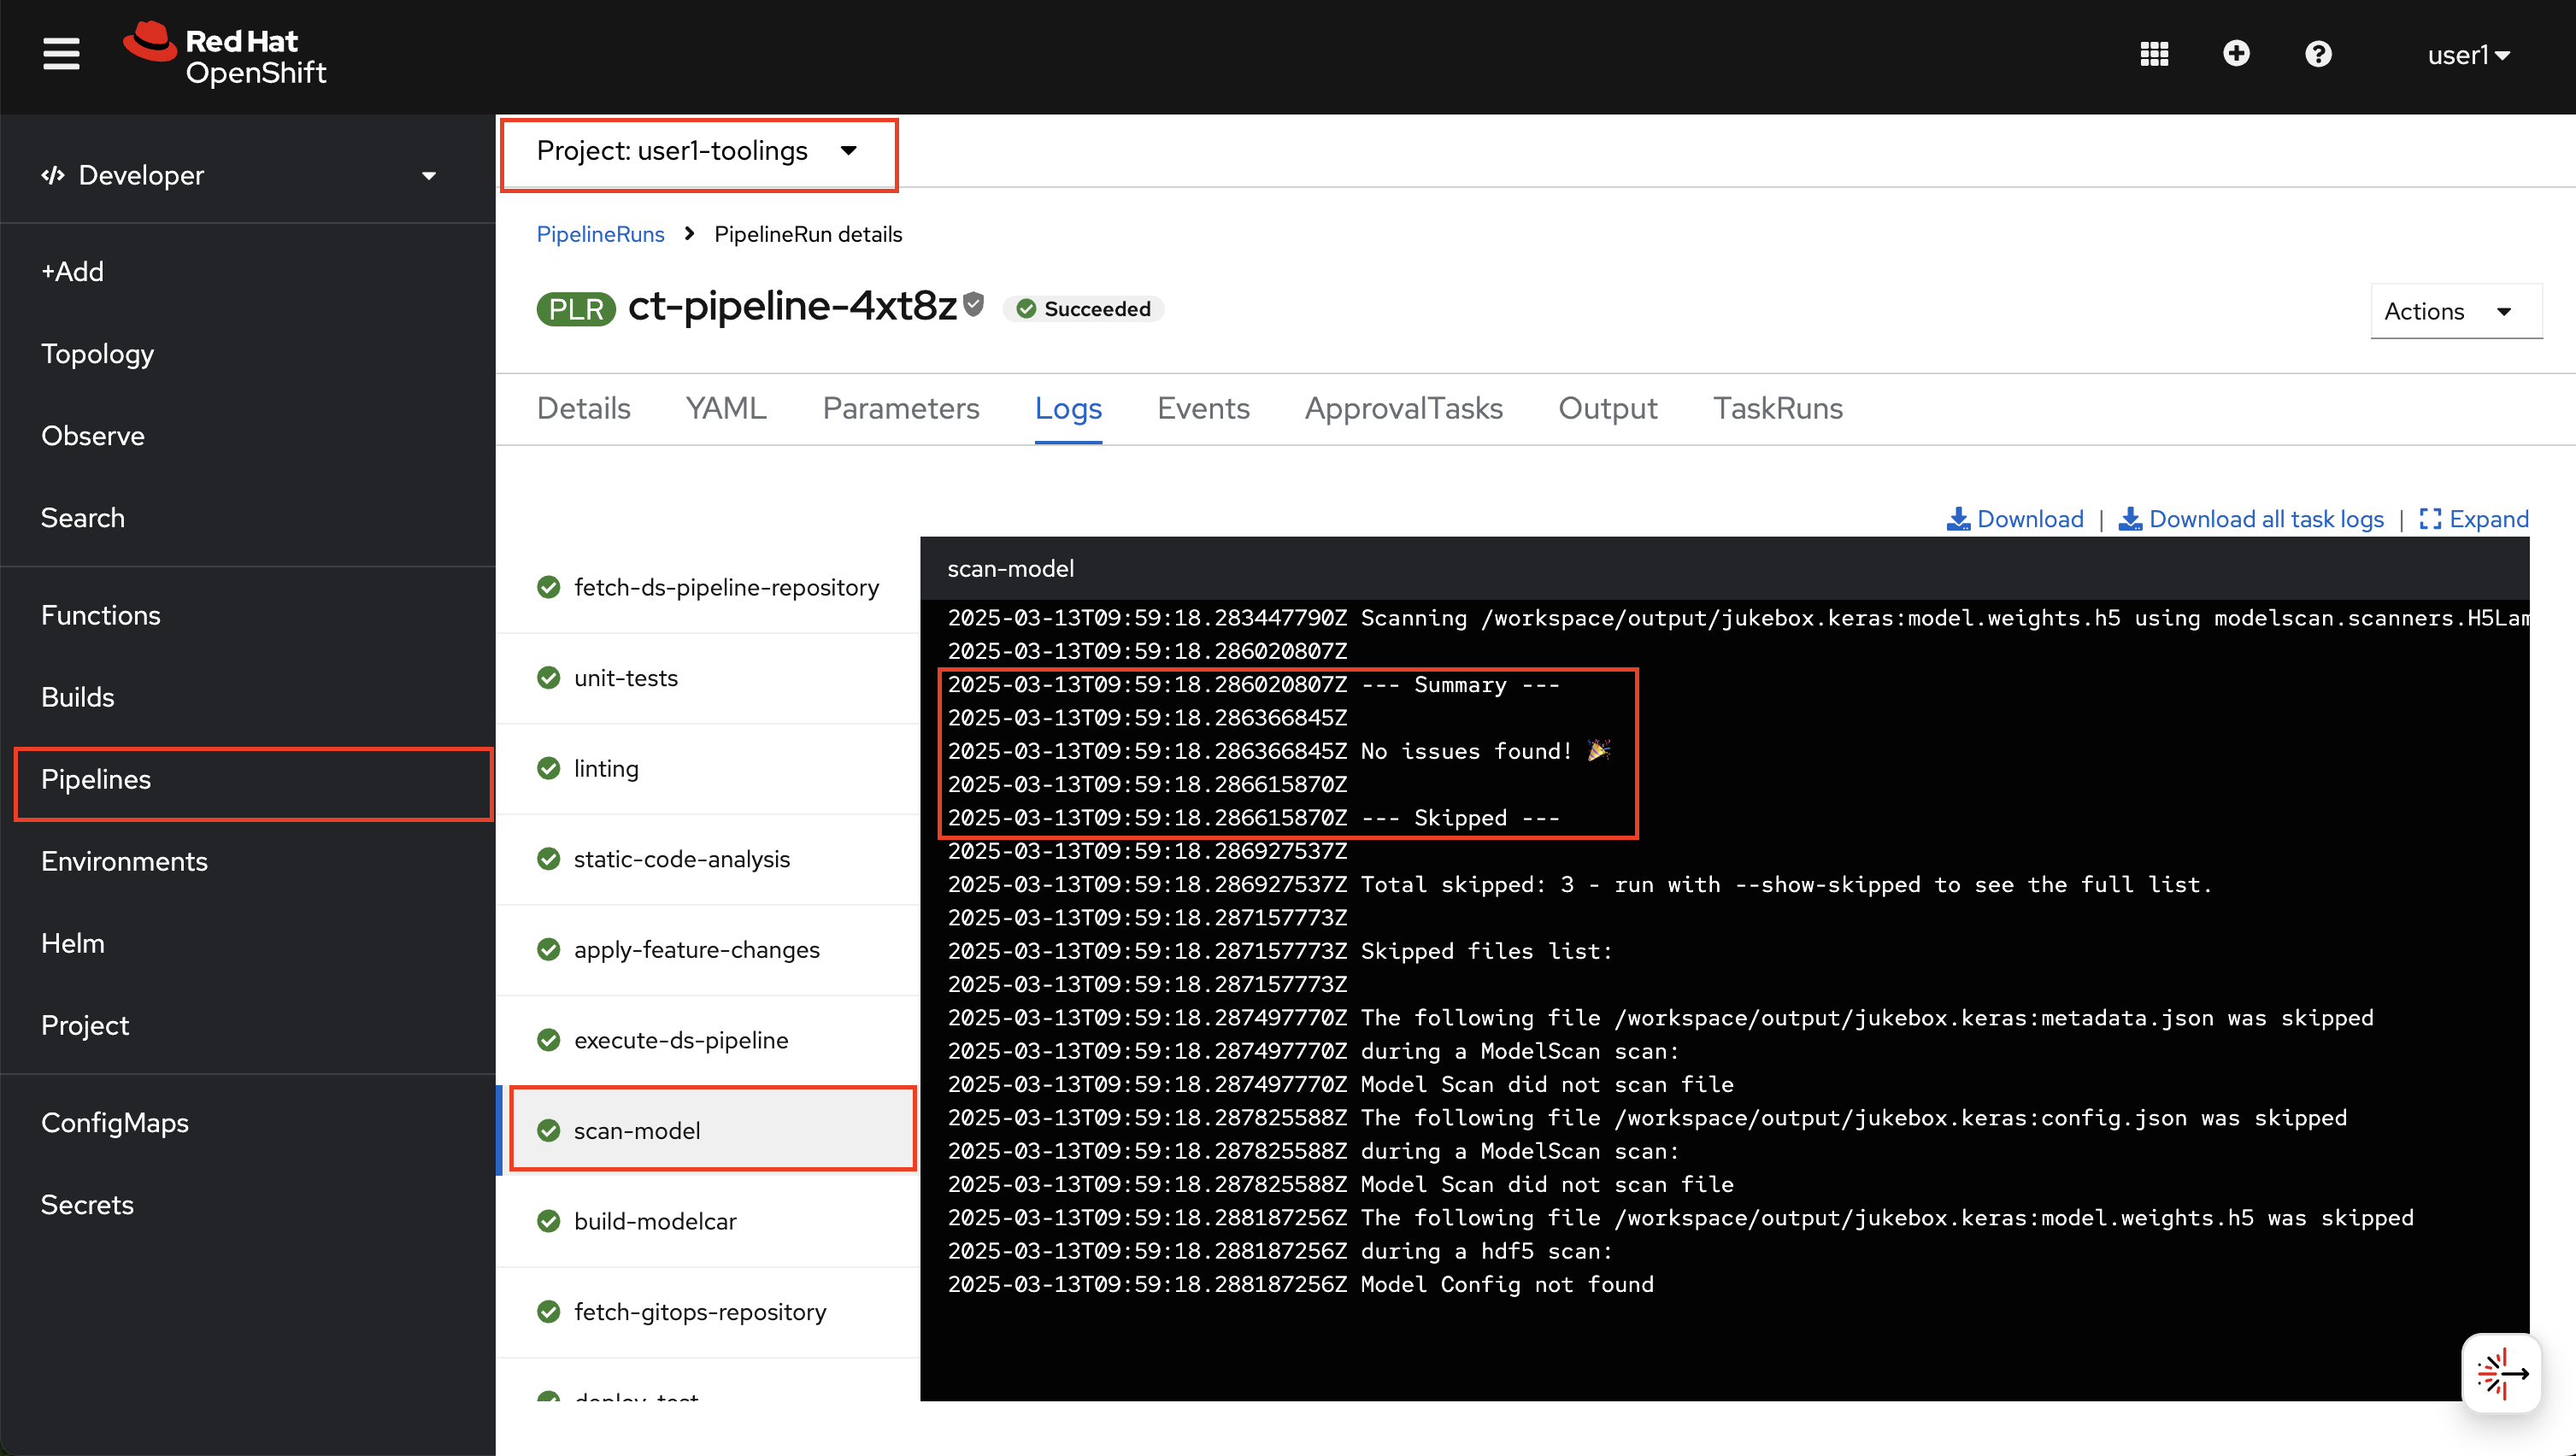 Red Hat
OpenShift
user1
Developer
+Add
Topology
Observe
Search
Functions
Builds
Pipelines
Environments
Helm
Project
ConfigMaps
Secrets
Project: user1-toolings
PipelineRuns > PipelineRun details
PLR ct-pipeline-4xt8z Succeeded
Actions
Details YAML Parameters Logs Events ApprovalTasks Output TaskRuns
Download | Download all task logs | Expand
fetch-ds-pipeline-repository
unit-tests
linting
static-code-analysis
apply-feature-changes
execute-ds-pipeline
scan-model
build-modelcar
fetch-gitops-repository
deploy-test
scan-model
2025-03-13T09:59:18.283447790Z Scanning /workspace/output/jukebox.keras:model.weights.h5 using modelscan.scanners.H5Lam
2025-03-13T09:59:18.286020807Z
2025-03-13T09:59:18.286020807Z --- Summary ---
2025-03-13T09:59:18.286366845Z
2025-03-13T09:59:18.286366845Z No issues found! 🎉
2025-03-13T09:59:18.286615870Z
2025-03-13T09:59:18.286615870Z --- Skipped ---
2025-03-13T09:59:18.286927537Z
2025-03-13T09:59:18.286927537Z Total skipped: 3 - run with --show-skipped to see the full list.
2025-03-13T09:59:18.287157773Z
2025-03-13T09:59:18.287157773Z Skipped files list:
2025-03-13T09:59:18.287157773Z
2025-03-13T09:59:18.287497770Z The following file /workspace/output/jukebox.keras:metadata.json was skipped
2025-03-13T09:59:18.287497770Z during a ModelScan scan:
2025-03-13T09:59:18.287497770Z Model Scan did not scan file
2025-03-13T09:59:18.287825588Z The following file /workspace/output/jukebox.keras:config.json was skipped
2025-03-13T09:59:18.287825588Z during a ModelScan scan:
2025-03-13T09:59:18.287825588Z Model Scan did not scan file
2025-03-13T09:59:18.288187256Z The following file /workspace/output/jukebox.keras:model.weights.h5 was skipped
2025-03-13T09:59:18.288187256Z during a hdf5 scan:
2025-03-13T09:59:18.288187256Z Model Config not found